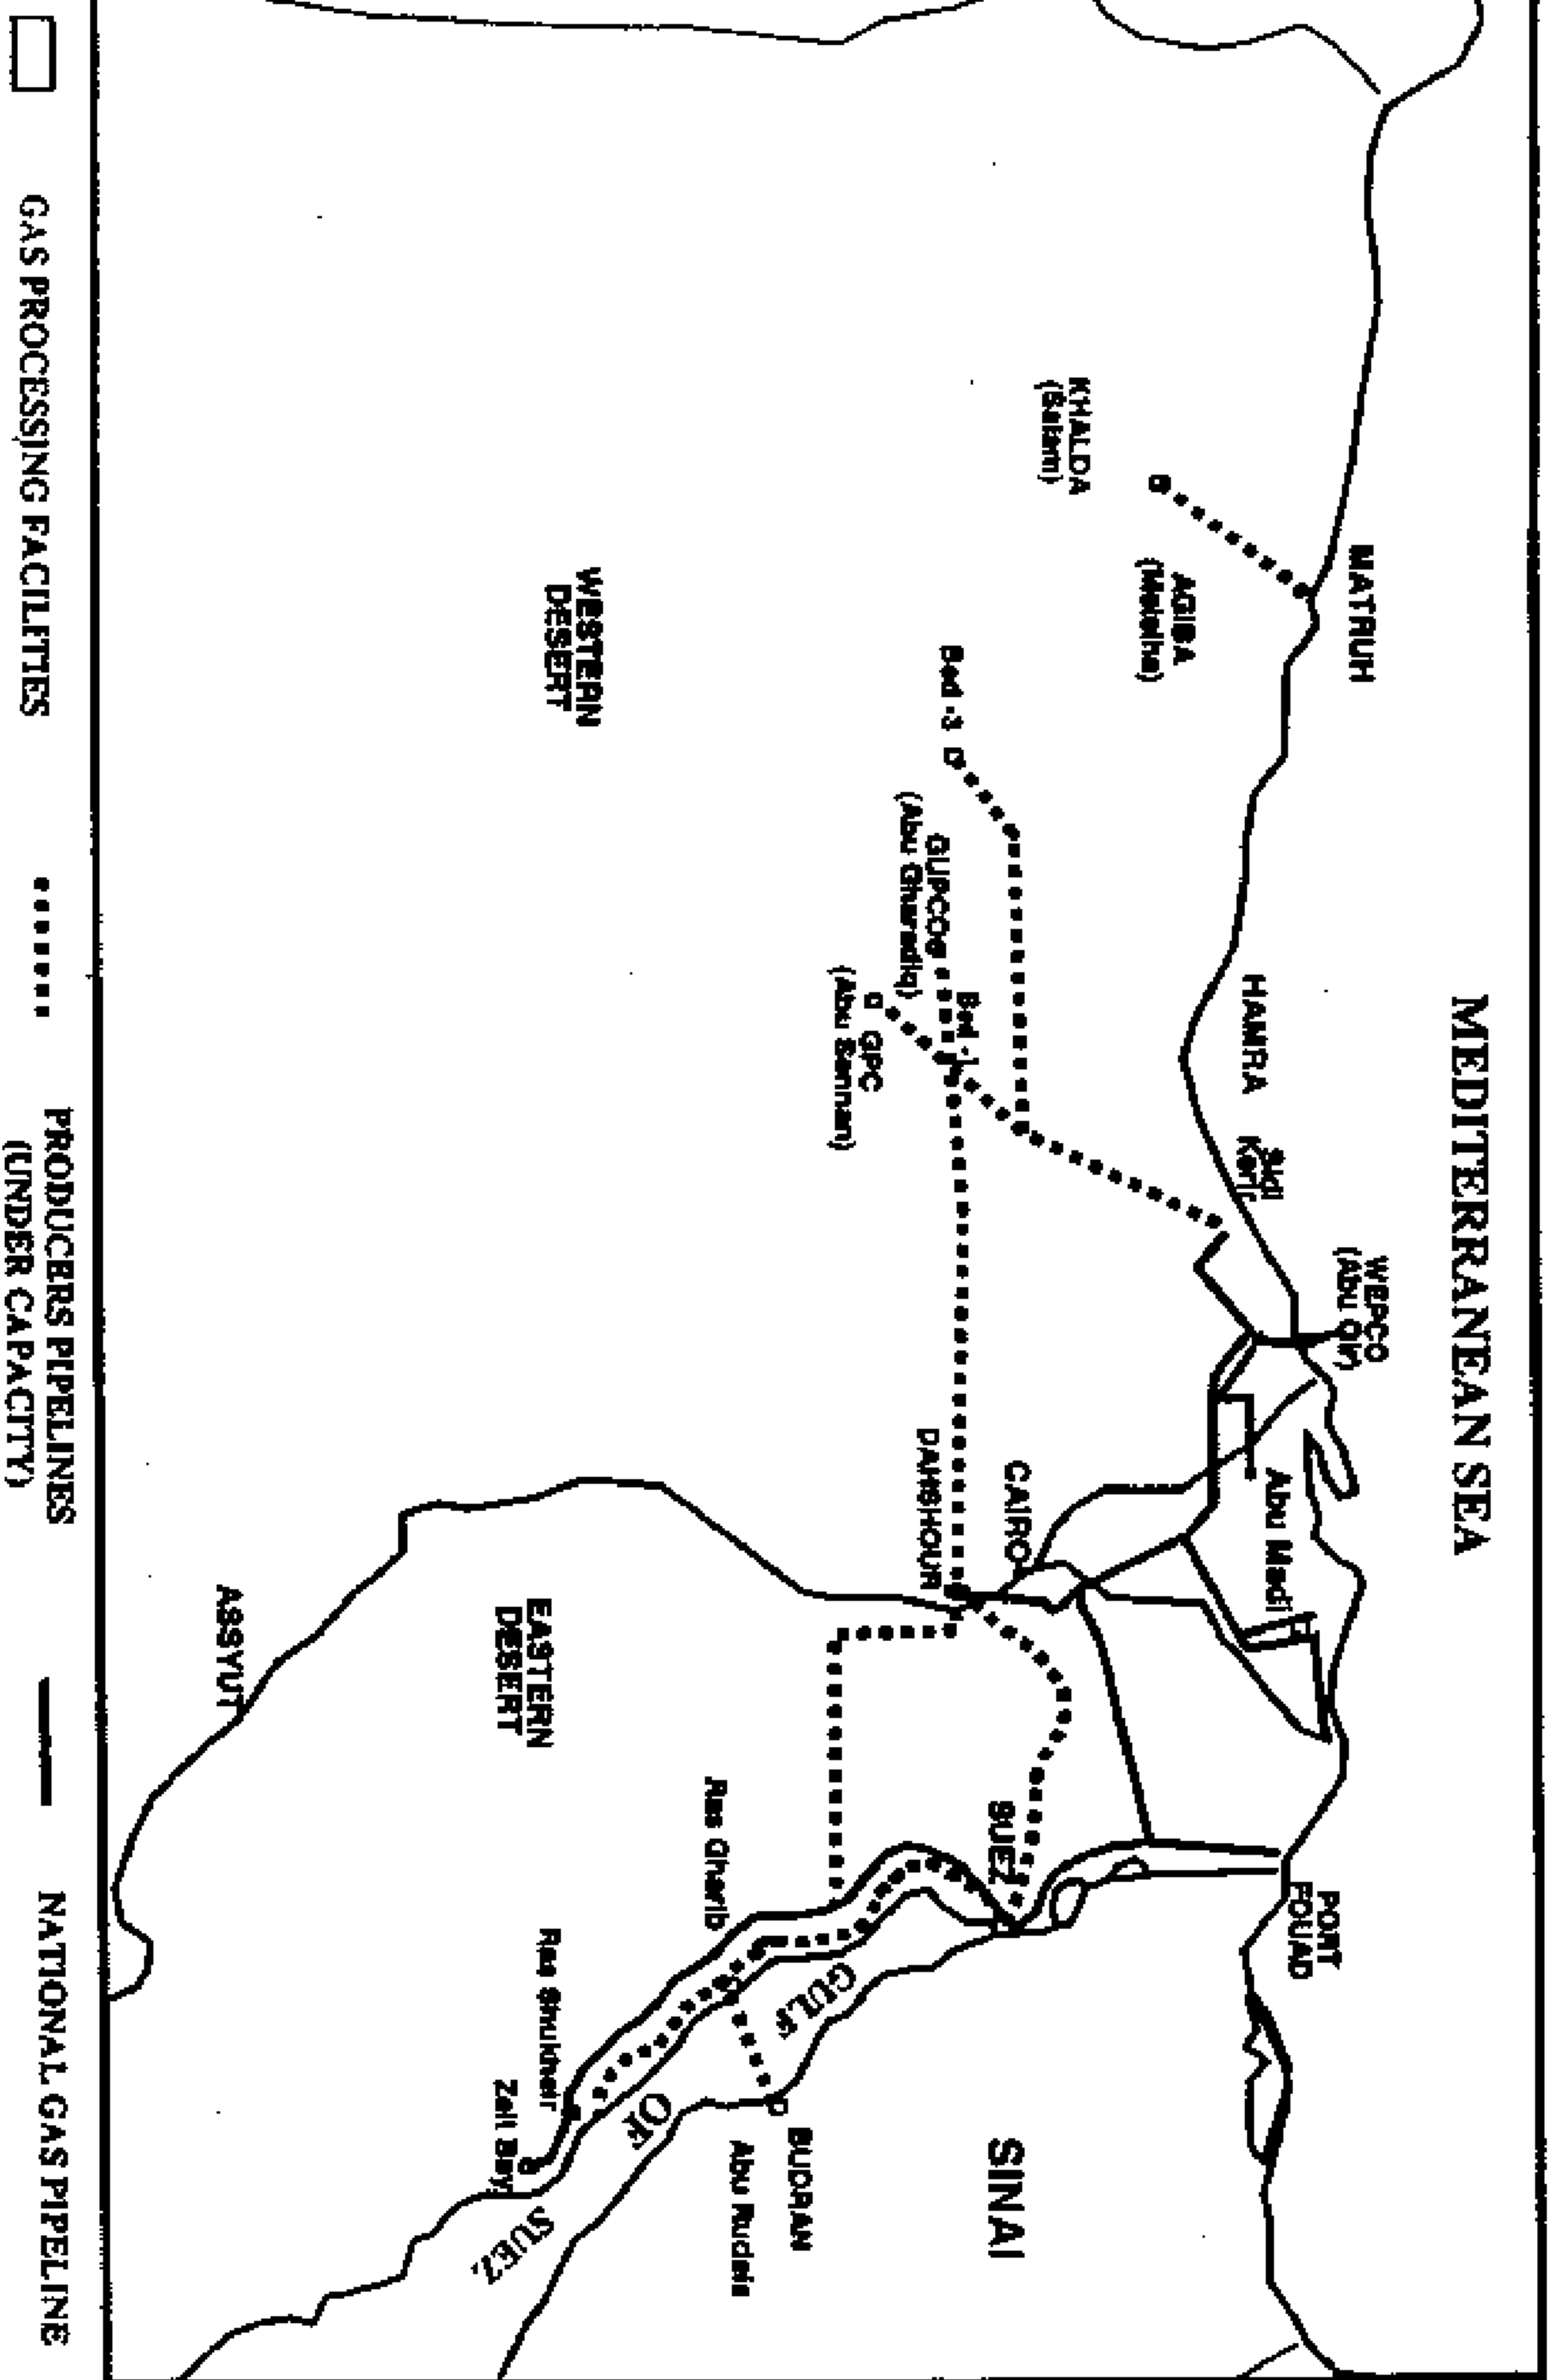 MEDITERRANEAN SEA
MATRUH
KHALDA
(Salam)
AGIBA
(Meleiha)
HAMRA
Sidi
Kerir
WEPCO
(Abu Qir)
Abu Madi
PORT
FOUAD
Bed -3
GUPCO
(Abu Gharadiq)
Bed -1
GPC
(Abu Sannan)
DAHSHOUR
CAIRO
SUEZ
SINAI
WESTERN
DESERT
EASTERN
DESERT
ASSYUT
Ras Gharib
Ras Shukheir
Zeit Bay
GULF
OF
SUEZ
BUDRAN
Abu Rudeis
GAS PROCESSING FACILITIES
PRODUCERS PIPELINES
(UNDER CAPACITY)
NATIONAL GAS PIPELINE